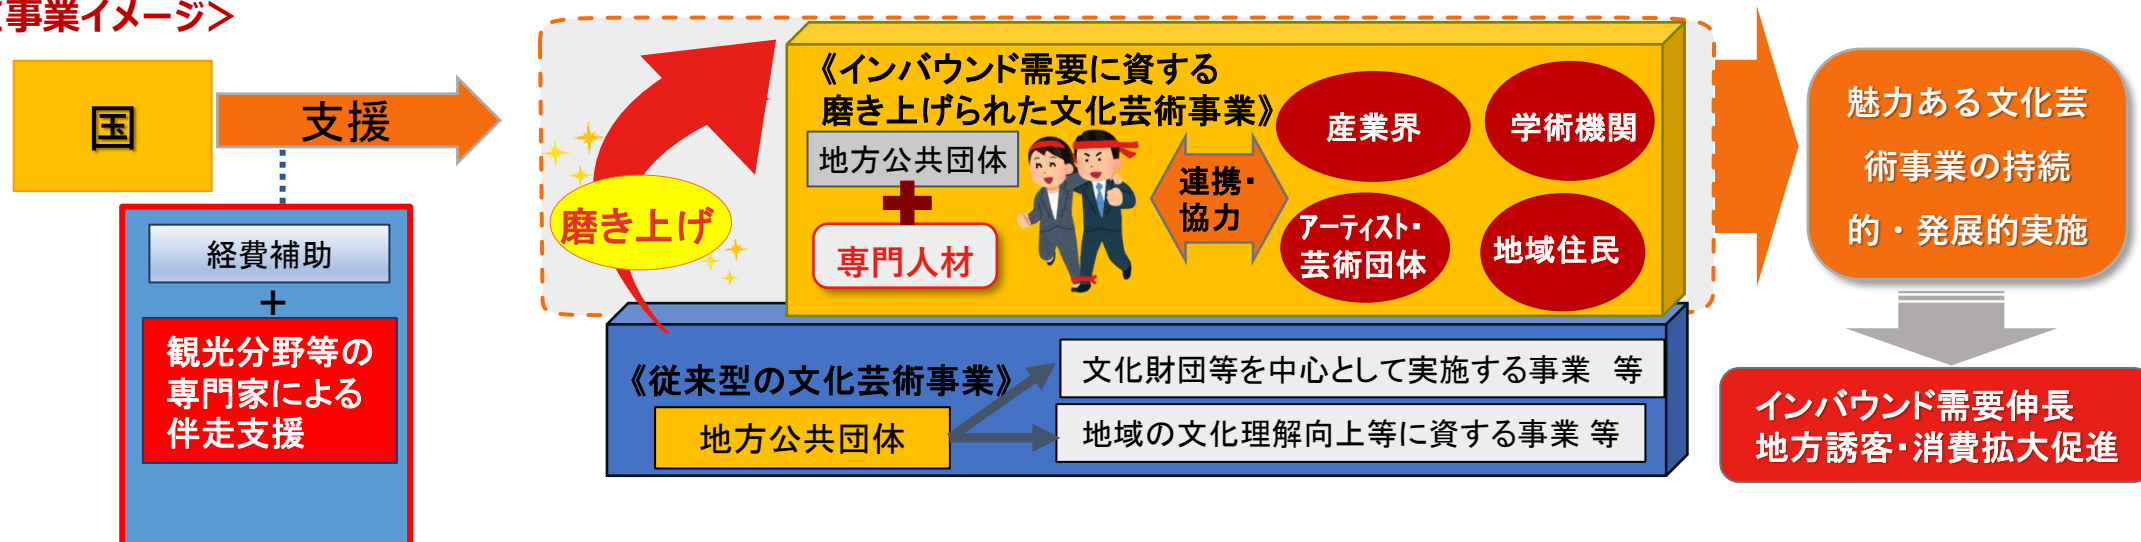 事業イメージ＞
国
支援
経費補助
＋
観光分野等の
専門家による
伴走支援
磨き上げ
《インバウンド需要に資する
磨き上げられた文化芸術事業》
地方公共団体
専門人材
連携・
協力
産業界
学術機関
アーティスト・
芸術団体
地域住民
《従来型の文化芸術事業》
地方公共団体
文化財団等を中心として実施する事業　等
地域の文化理解向上等に資する事業 等
魅力ある文化芸
術事業の持続
的・発展的実施
インバウンド需要伸長
地方誘客・消費拡大促進